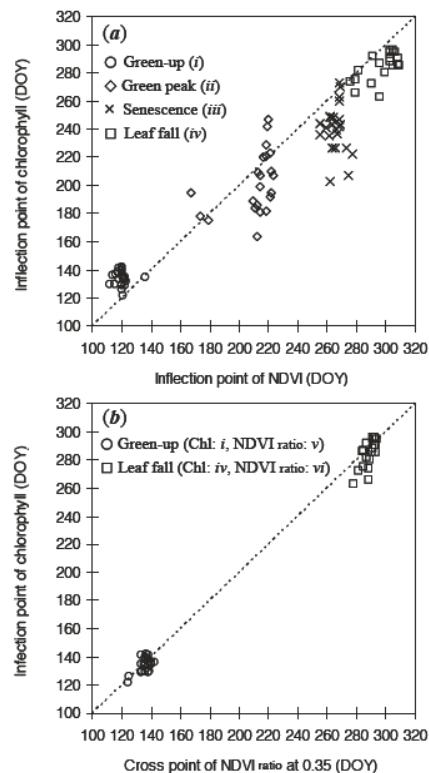 (a)
Green-up (i)
Green peak (ii)
Senescence (iii)
Leaf fall (iv)
Inflection point of chlorophyll (DOY)
320
300
280
260
240
220
200
180
160
140
120
100
100 120 140 160 180 200 220 240 260 280 300 320
Inflection point of NDVI (DOY)
(b)
Green-up (Chl: i, NDVI ratio: v)
Leaf fall (Chl: iv, NDVI ratio: vi)
Infection point of chlorophyll (DOY)
320
300
280
260
240
220
200
180
160
140
120
100
100 120 140 160 180 200 220 240 260 280 300 320
Cross point of NDVI ratio at 0.35 (DOY)